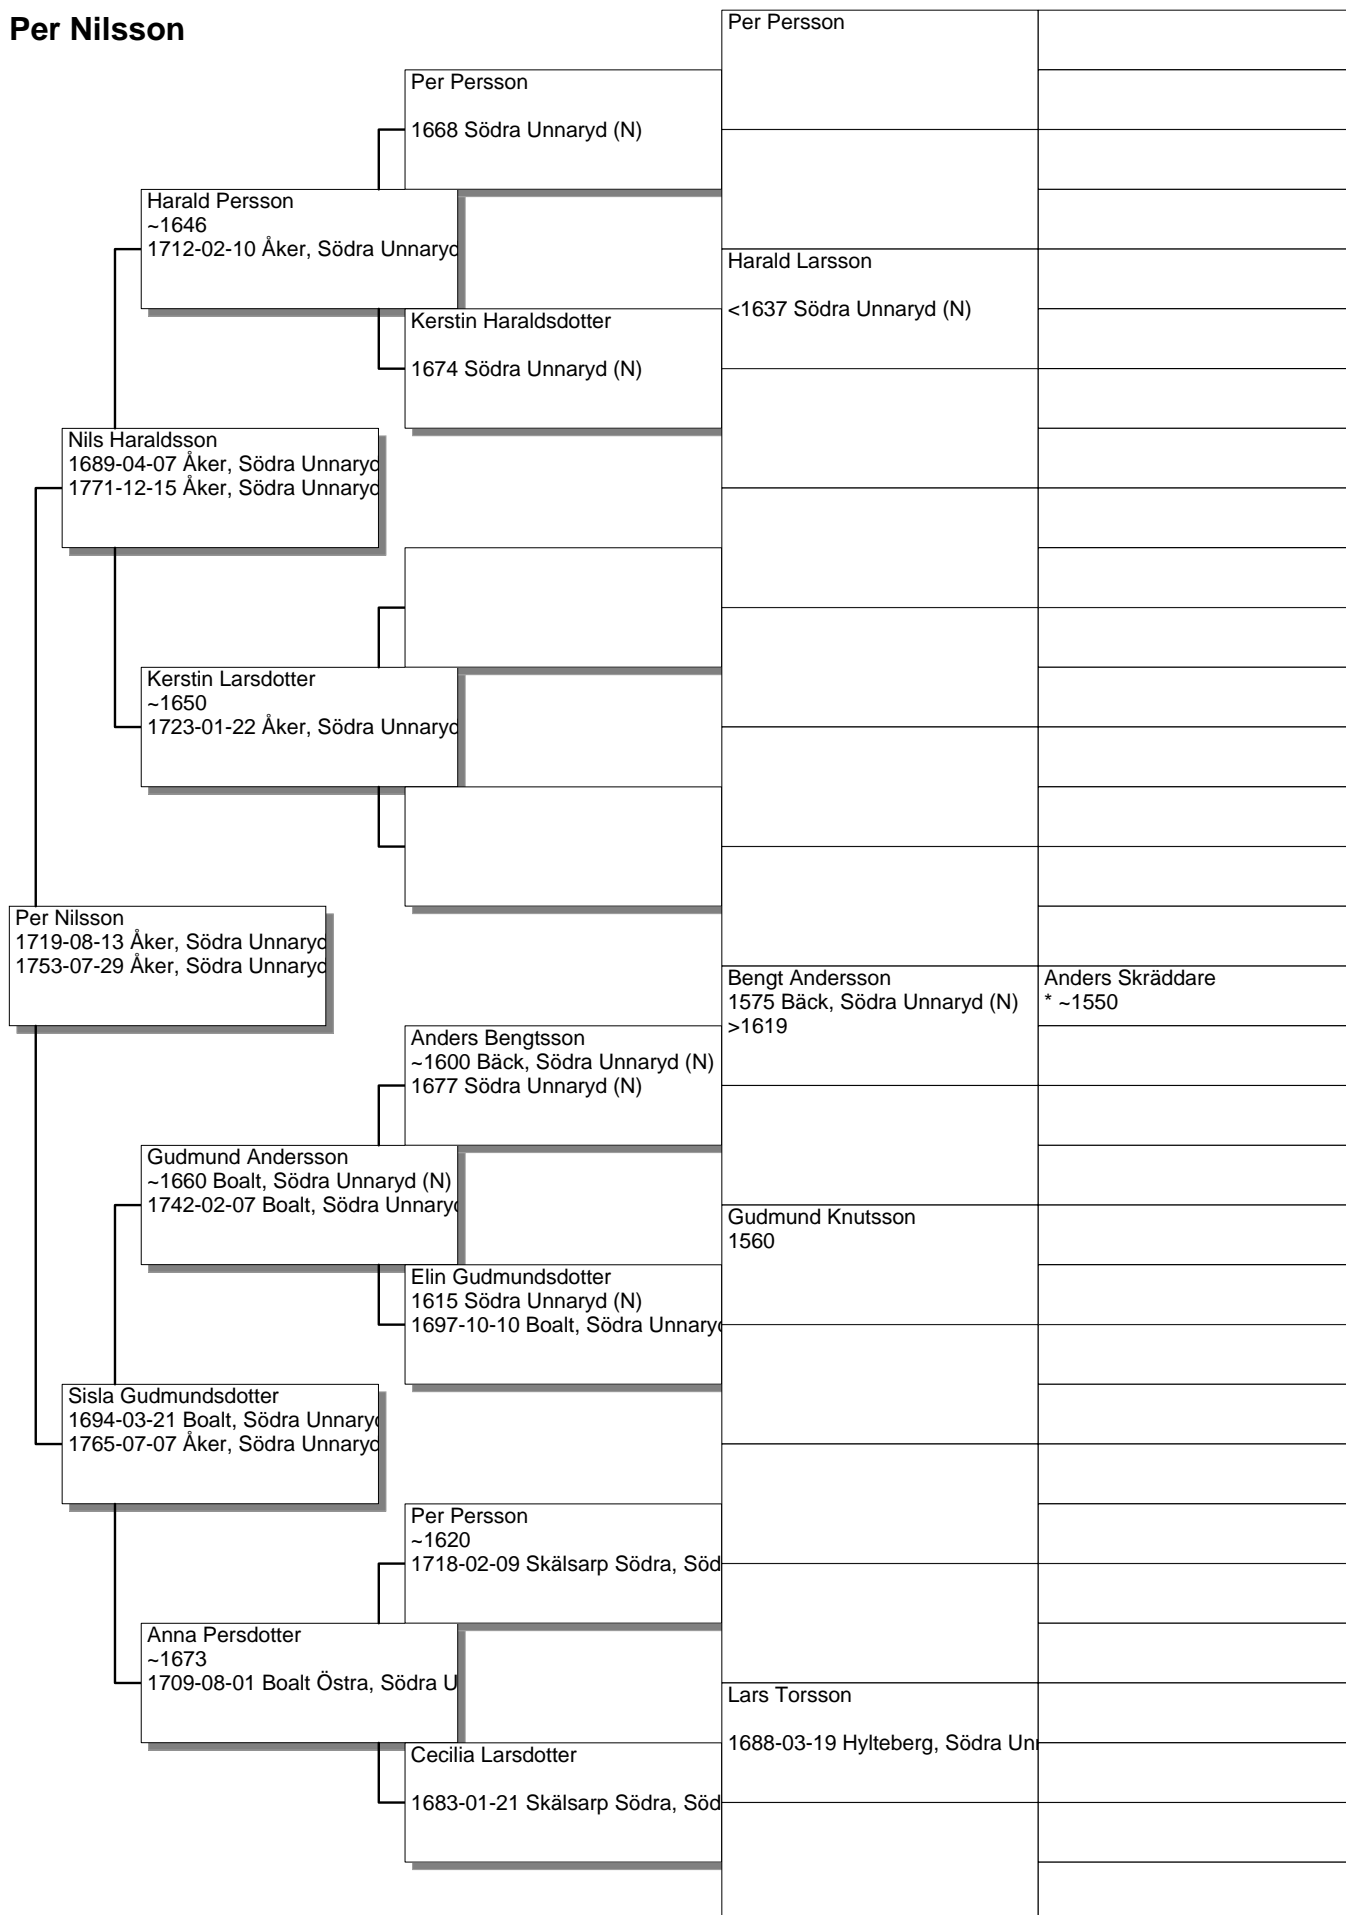 Per Nilsson
Per Persson
Per Persson
1668 Södra Unnaryd (N)
Harald Persson
~1646
1712-02-10 Åker, Södra Unnaryd
Harald Larsson
<1637 Södra Unnaryd (N)
Kerstin Haraldsdotter
1674 Södra Unnaryd (N)
Nils Haraldsson
1689-04-07 Åker, Södra Unnaryd
1771-12-15 Åker, Södra Unnaryd
Kerstin Larsdotter
~1650
1723-01-22 Åker, Södra Unnaryd
Per Nilsson
1719-08-13 Åker, Södra Unnaryd
1753-07-29 Åker, Södra Unnaryd
Bengt Andersson
1575 Bäck, Södra Unnaryd (N)
>1619
Anders Skräddare
* ~1550
Anders Bengtsson
~1600 Bäck, Södra Unnaryd (N)
1677 Södra Unnaryd (N)
Gudmund Andersson
~1660 Boalt, Södra Unnaryd (N)
1742-02-07 Boalt, Södra Unnaryd
Gudmund Knutsson
1560
Elin Gudmundsdotter
1615 Södra Unnaryd (N)
1697-10-10 Boalt, Södra Unnaryd
Sisla Gudmundsdotter
1694-03-21 Boalt, Södra Unnaryd
1765-07-07 Åker, Södra Unnaryd
Per Persson
~1620
1718-02-09 Skälsarp Södra, Söd
Anna Persdotter
~1673
1709-08-01 Boalt Östra, Södra U
Lars Torsson
1688-03-19 Hylteberg, Södra Unn
Cecilia Larsdotter
1683-01-21 Skälsarp Södra, Söd